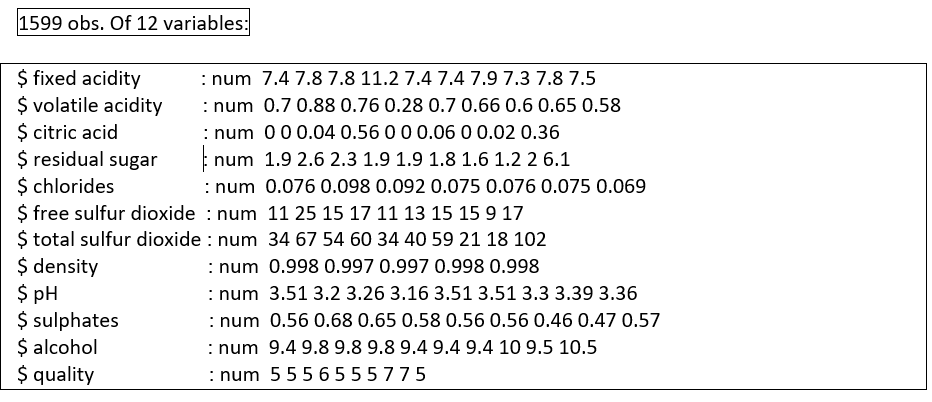 1599 obs. Of 12 variables:
$ fixed acidity : num 7.4 7.8 7.8 11.2 7.4 7.4 7.9 7.3 7.8 7.5
$ volatile acidity : num 0.7 0.88 0.76 0.28 0.7 0.66 0.6 0.65 0.58
$ citric acid : num 0 0 0.04 0.56 0 0 0.06 0 0.02 0.36
$ residual sugar : num 1.9 2.6 2.3 1.9 1.9 1.8 1.6 1.2 2 6.1
$ chlorides : num 0.076 0.098 0.092 0.075 0.076 0.075 0.069
$ free sulfur dioxide : num 11 25 15 17 11 13 15 15 9 17
$ total sulfur dioxide : num 34 67 54 60 34 40 59 21 18 102
$ density : num 0.998 0.997 0.997 0.998 0.998
$ pH : num 3.51 3.2 3.26 3.16 3.51 3.51 3.3 3.39 3.36
$ sulphates : num 0.56 0.68 0.65 0.58 0.56 0.56 0.46 0.47 0.57
$ alcohol : num 9.4 9.8 9.8 9.8 9.4 9.4 9.4 10 9.5 10.5
$ quality : num 5 5 5 6 5 5 5 7 7 5